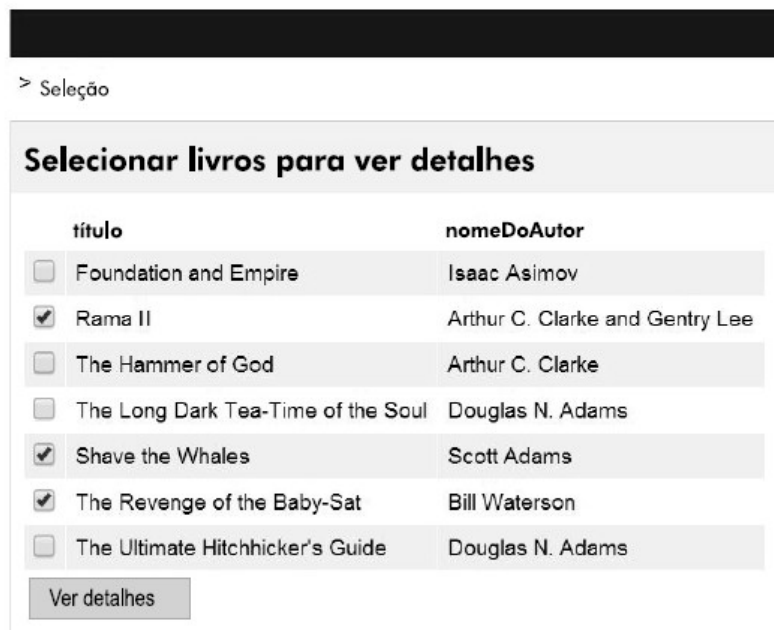 > Seleção
Selecionar livros para ver detalhes
título nomeDoAutor
Foundation and Empire Isaac Asimov
Rama II Arthur C. Clarke and Gentry Lee
The Hammer of God Arthur C. Clarke
The Long Dark Tea-Time of the Soul Douglas N. Adams
Shave the Whales Scott Adams
The Revenge of the Baby-Sat Bill Waterson
The Ultimate Hitchhicker's Guide Douglas N. Adams
Ver detalhes